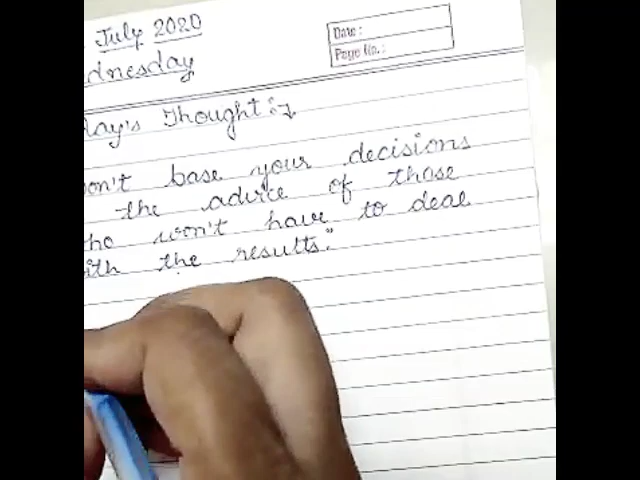 July 2020
Date:
Page No.:
dnesday
ay's Thought :-
on't base your decisions
the advice of those
ho won't have to deal
ith the results."